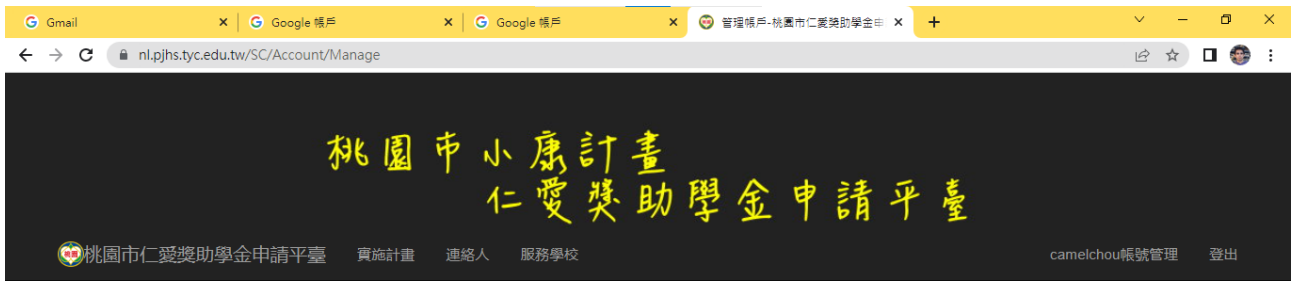 Gmail
Google 帳戶
Google 帳戶
管理帳戶-桃園市仁愛獎助學金申
nl.pjhs.tyc.edu.tw/SC/Account/Manage
桃園市小康計畫
仁愛獎助學金申請平臺
桃園市仁愛獎助學金申請平臺 實施計畫 連絡人 服務學校 camelchou帳號管理 登出